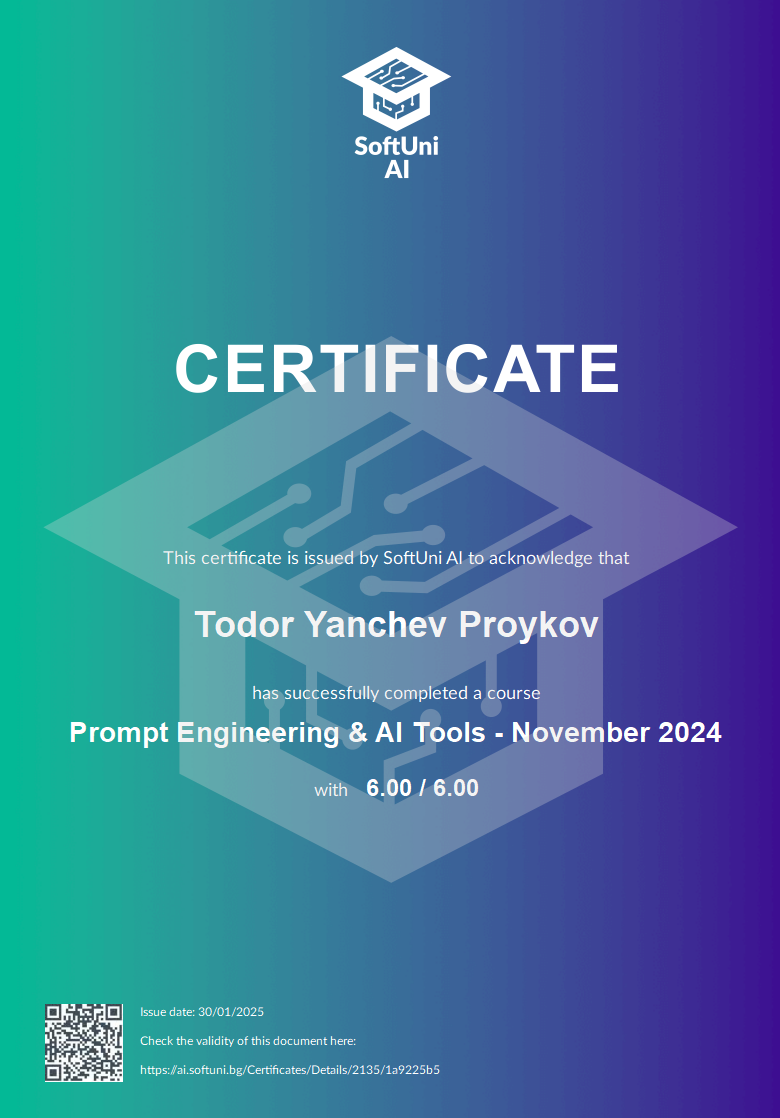 SoftUni
AI
CERTIFICATE
This certificate is issued by SoftUni AI to acknowledge that
Todor Yanchev Proykov
has successfully completed a course
Prompt Engineering & AI Tools - November 2024
with 6.00 / 6.00
Issue date: 30/01/2025
Check the validity of this document here:
https://ai.softuni.bg/Certificates/Details/2135/1a9225b5